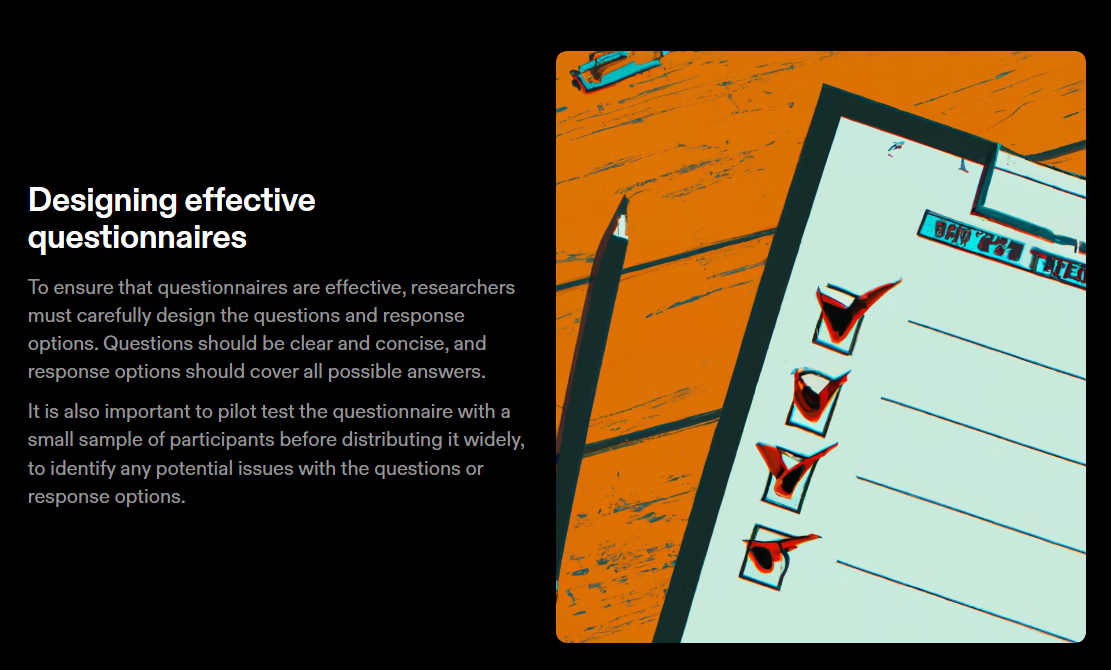 Designing effective
questionnaires
To ensure that questionnaires are effective, researchers
must carefully design the questions and response
options. Questions should be clear and concise, and
response options should cover all possible answers.
It is also important to pilot test the questionnaire with a
small sample of participants before distributing it widely,
to identify any potential issues with the questions or
response options.